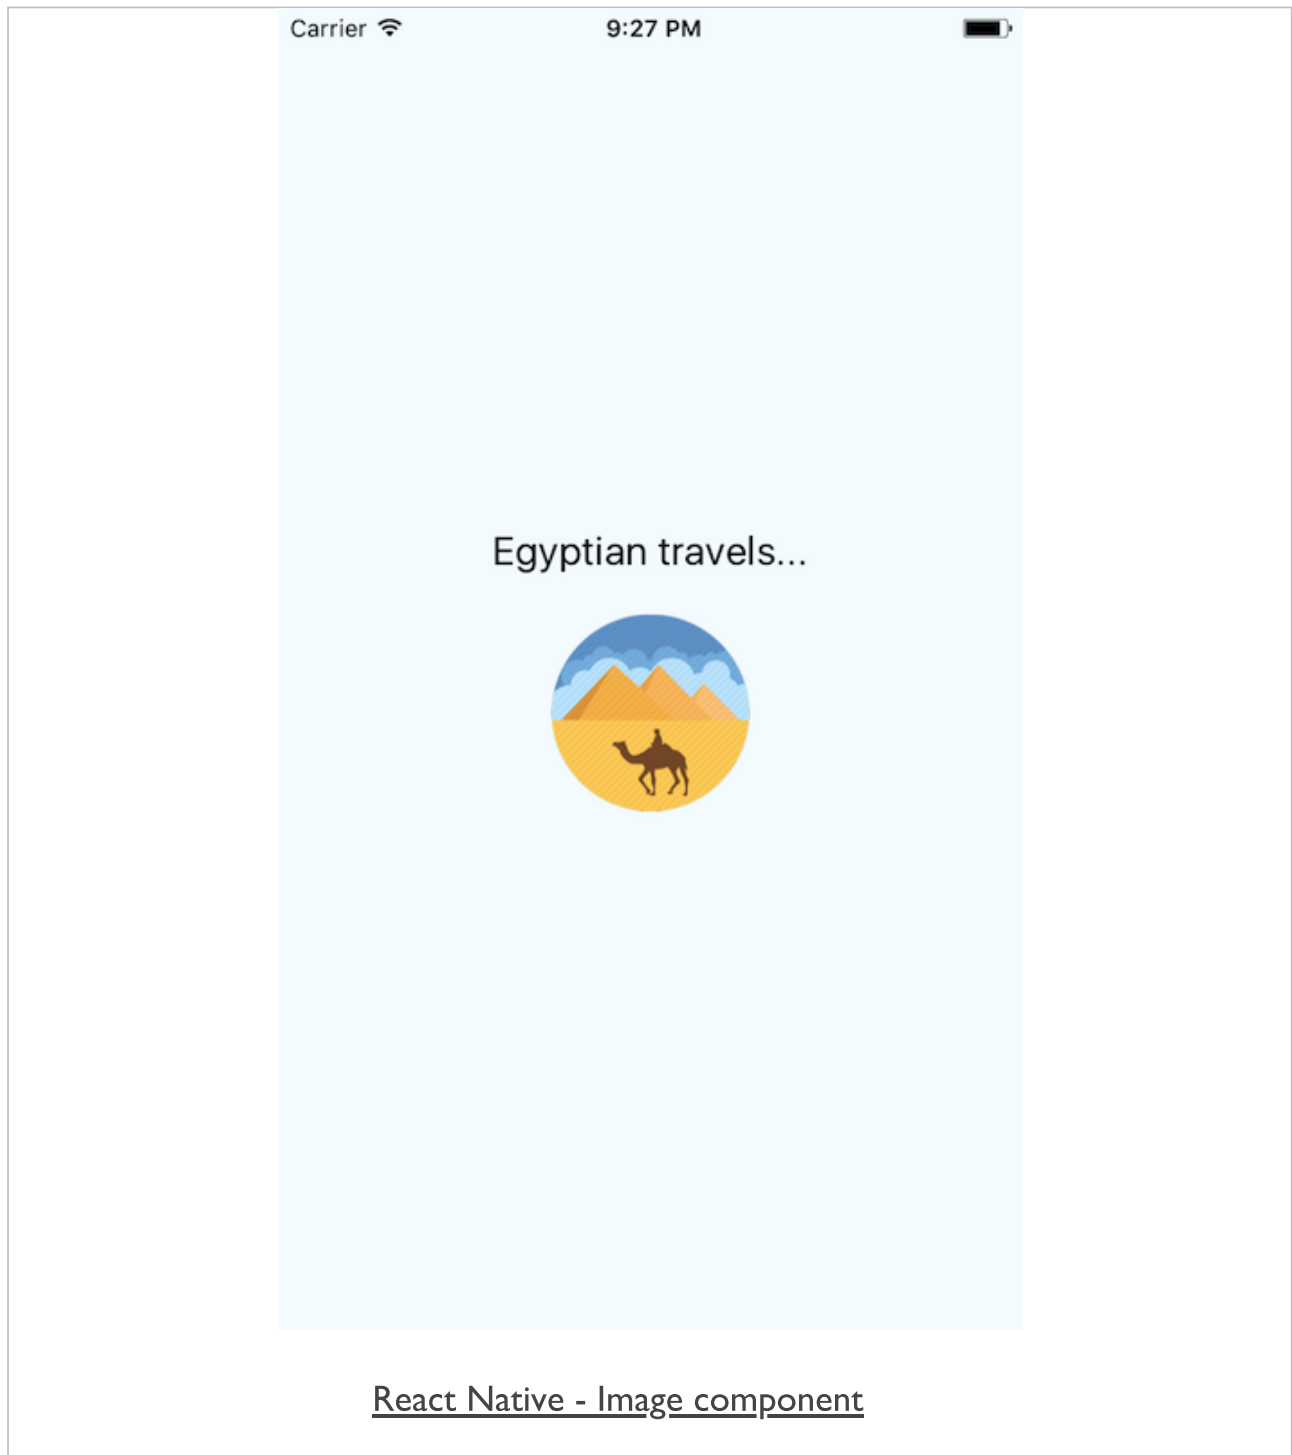 Carrier 9:27 PM
Egyptian travels...
React Native - Image component